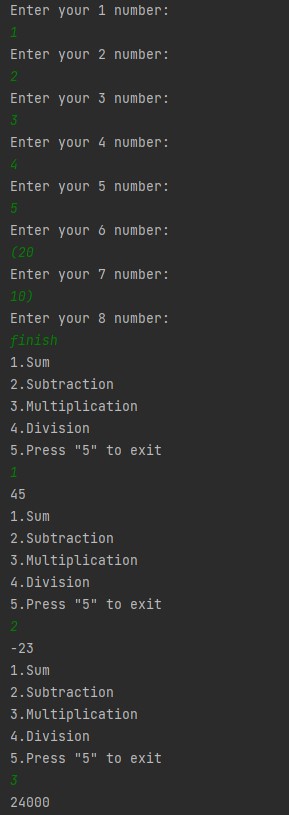 Enter your 1 number:
1
Enter your 2 number:
2
Enter your 3 number:
3
Enter your 4 number:
4
Enter your 5 number:
5
Enter your 6 number:
(20
Enter your 7 number:
10)
Enter your 8 number:
finish
1.Sum
2.Subtraction
3.Multiplication
4.Division
5.Press "5" to exit
1
45
1.Sum
2.Subtraction
3.Multiplication
4.Division
5.Press "5" to exit
2
-23
1.Sum
2.Subtraction
3.Multiplication
4.Division
5.Press "5" to exit
3
24000